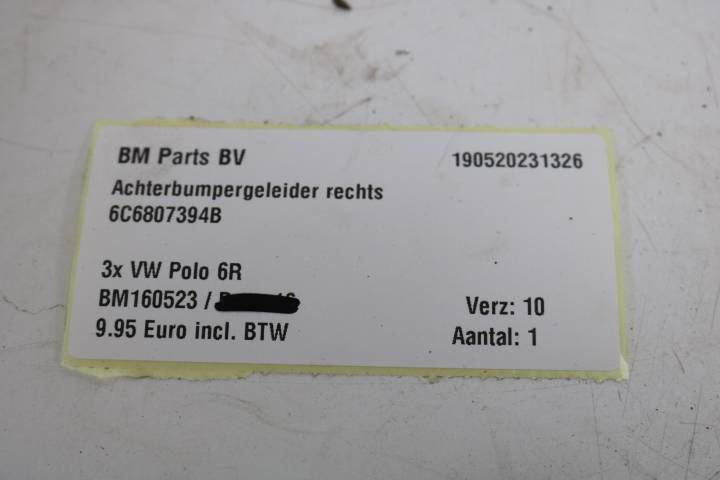 BM Parts BV 190520231326
Achterbumpergeleider rechts
6C6807394B
3x VW Polo 6R
BM160523 / Verz: 10
9.95 Euro incl. BTW Aantal: 1